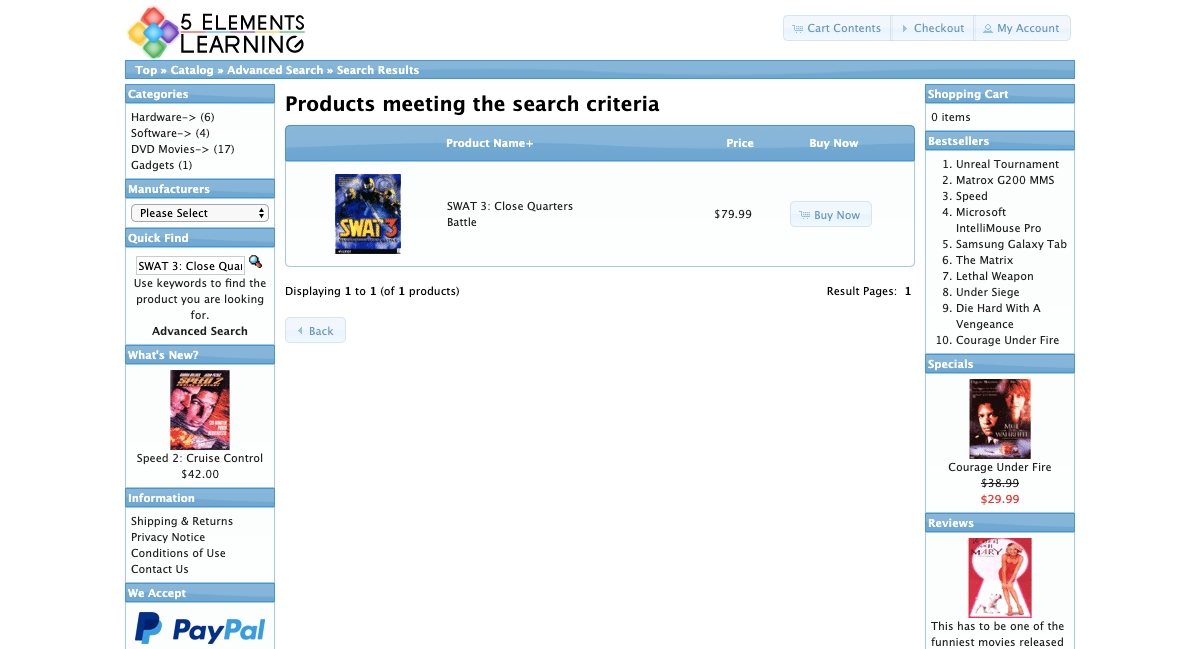 5 ELEMENTS
LEARNING
Cart Contents
Checkout
My Account
Top » Catalog » Advanced Search » Search Results
Categories
Hardware-> (6)
Software-> (4)
DVD Movies-> (17)
Gadgets (1)
Manufacturers
Please Select
Quick Find
SWAT 3: Close Quar
Use keywords to find the
product you are looking
for.
Advanced Search
What's New?
SPEED 2
Speed 2: Cruise Control
$42.00
Information
Shipping & Returns
Privacy Notice
Conditions of Use
Contact Us
We Accept
PayPal
Products meeting the search criteria
Product Name+
Price
Buy Now
SWAT 3
SWAT 3: Close Quarters
Battle
$79.99
Buy Now
Displaying 1 to 1 (of 1 products)
Result Pages: 1
Back
Shopping Cart
0 items
Bestsellers
1. Unreal Tournament
2. Matrox G200 MMS
3. Speed
4. Microsoft
IntelliMouse Pro
5. Samsung Galaxy Tab
6. The Matrix
7. Lethal Weapon
8. Under Siege
9. Die Hard With A
Vengeance
10. Courage Under Fire
Specials
Courage Under Fire
$38.99
$29.99
Reviews
MARY
This has to be one of the
funniest movies released